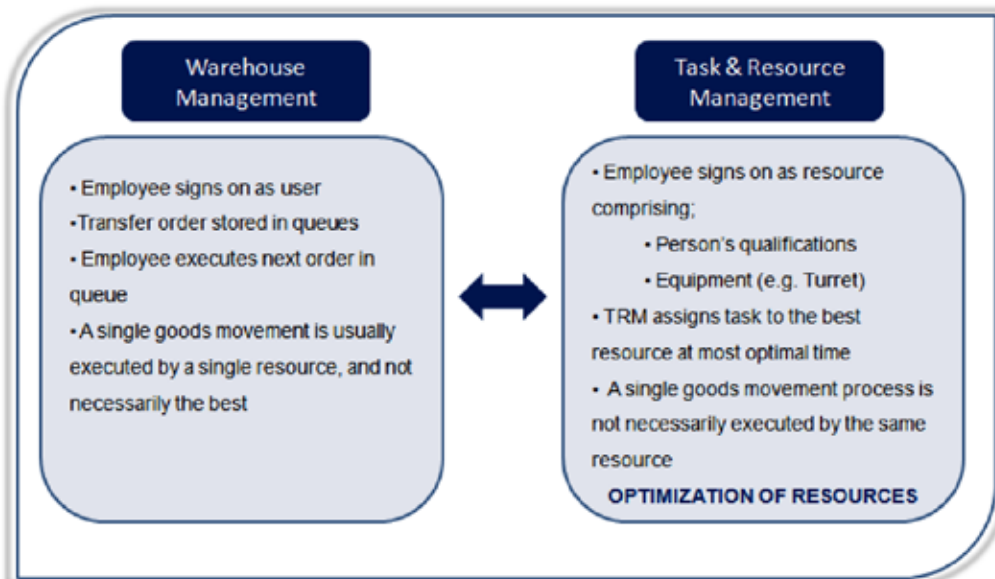 Warehouse
Management
• Employee signs on as user
•Transfer order stored in queues
• Employee executes next order in
queue
•A single goods movement is usually
executed by a single resource, and not
necessarily the best
Task & Resource
Management
• Employee signs on as resource
comprising;
• Person's qualifications
• Equipment (e.g. Turret)
• TRM assigns task to the best
resource at most optimal time
• A single goods movement process is
not necessarily executed by the same
resource
OPTIMIZATION OF RESOURCES